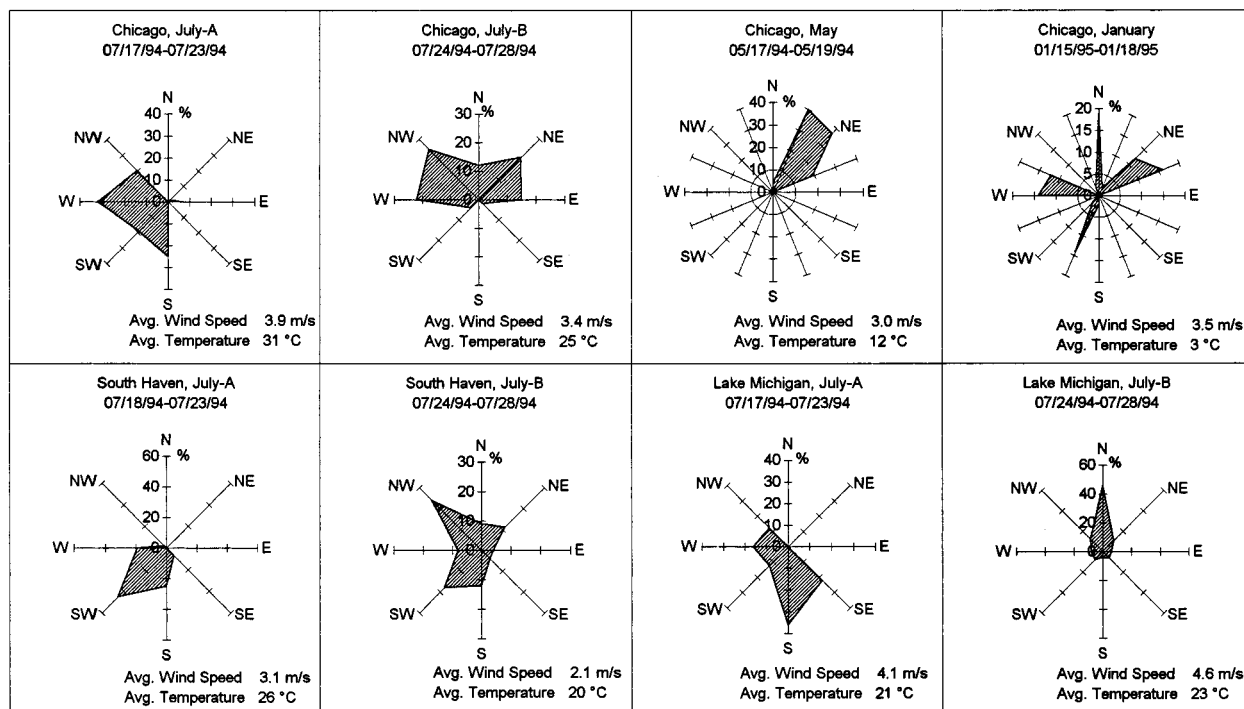 Chicago, July-A
07/17/94-07/23/94
N
40 %
30
20
10
0
NW
NE
W
E
SW
SE
S
Avg. Wind Speed 3.9 m/s
Avg. Temperature 31 °C
Chicago, July-B
07/24/94-07/28/94
N
30 %
20
10
0
NW
NE
W
E
SW
SE
S
Avg. Wind Speed 3.4 m/s
Avg. Temperature 25 °C
Chicago, May
05/17/94-05/19/94
N
40 %
30
20
10
0
NW
NE
W
E
SW
SE
S
Avg. Wind Speed 3.0 m/s
Avg. Temperature 12 °C
Chicago, January
01/15/95-01/18/95
N
20 %
15
10
5
0
NW
NE
W
E
SW
SE
S
Avg. Wind Speed 3.5 m/s
Avg. Temperature 3 °C
South Haven, July-A
07/18/94-07/23/94
N
60 %
40
20
0
NW
NE
W
E
SW
SE
S
Avg. Wind Speed 3.1 m/s
Avg. Temperature 26 °C
South Haven, July-B
07/24/94-07/28/94
N
30 %
20
10
0
NW
NE
W
E
SW
SE
S
Avg. Wind Speed 2.1 m/s
Avg. Temperature 20 °C
Lake Michigan, July-A
07/17/94-07/23/94
N
40 %
30
20
10
0
NW
NE
W
E
SW
SE
S
Avg. Wind Speed 4.1 m/s
Avg. Temperature 21 °C
Lake Michigan, July-B
07/24/94-07/28/94
N
60 %
40
20
0
NW
NE
W
E
SW
SE
S
Avg. Wind Speed 4.6 m/s
Avg. Temperature 23 °C